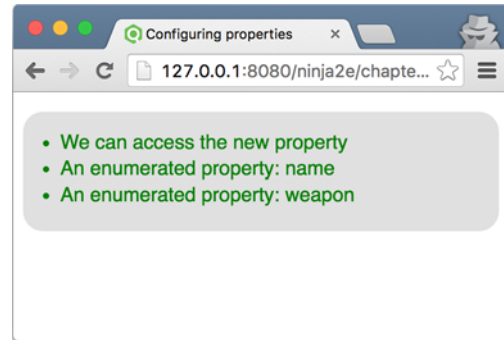 Configuring properties
127.0.0.1:8080/ninja2e/chapte...
We can access the new property
An enumerated property: name
An enumerated property: weapon